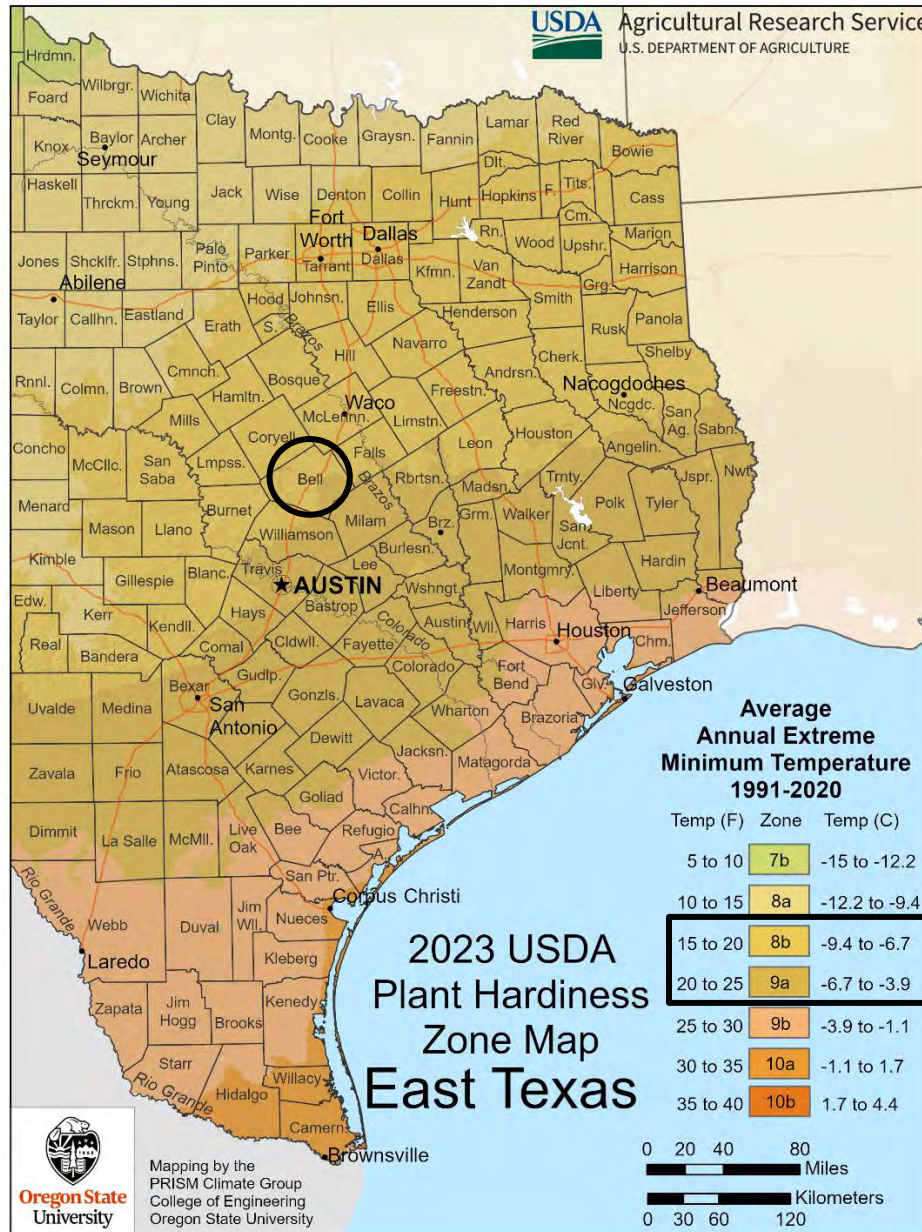 USDA Agricultural Research Service
U.S. DEPARTMENT OF AGRICULTURE
Hrdmn.
Foard Wilbrgr. Wichita
Clay Montg. Cooke Graysn. Fannin Lamar Red River Bowie
Knox Baylor Archer
Seymour
Haskell Thrckm. Young Jack Wise Denton Collin Hunt Dlt. Hopkins F. Tits. Cass
Cm. Marion
Fort Worth Dallas
Jones Shcklfr. Stphns. Palo Pinto Parker Tarrant Dallas Kfmn. Rn. Wood Upshr. Harrison
Van Zandt Grg.
Abilene
Taylor Callhn. Eastland Hood Johnsn. Ellis Henderson Smith Rusk Panola
Erath S. Brazos
Hill Navarro Cherk. Shelby
Rnnl. Colmn. Brown Cmnch. Bosque Andrsn. Nacogdoches
Hamltn. Waco Freestn. Ncgdc. San Ag. Sabn.
Mills McLennn. Limstn.
Concho McCllc. San Saba Coryell Falls Leon Houston Angelin.
Lmpss. Bell Brazos Rbrtsn. Madsn. Trnty. Polk Tyler Jspr. Nwt.
Menard Mason Llano Burnet Milam Brz. Grm. Walker San Jcnt.
Williamson Burlesn. Hardin
Kimble Gillespie Blanc. Travis Lee Montgmry.
AUSTIN
Wshngt. Liberty Beaumont
Edw. Kerr Kendll. Hays Bastrop Austin Wll. Harris Jefferson
Real Bandera Comal Cldwll. Fayette Colorado Houston Chm.
Gudlp. Colorado Fort Bend Glv. Galveston
Uvalde Medina Bexar Gonzls. Lavaca Wharton Brazoria
San Antonio
Dewitt Matagorda
Zavala Frio Atascosa Karnes Jacksn.
Victor.
Goliad Calhn.
Dimmit La Salle McMll. Live Oak Bee Refugio
A.
San Ptr.
Rio Grande
Corpus Christi
Webb Duval Jim Wll. Nueces
Laredo Kleberg
Zapata Jim Hogg Brooks Kenedy
Starr
Rio Grande Hidalgo Willacy
Camern.
Brownsville
Average
Annual Extreme
Minimum Temperature
1991-2020
Temp (F) Zone Temp (C)
5 to 10 7b -15 to -12.2
10 to 15 8a -12.2 to -9.4
15 to 20 8b -9.4 to -6.7
20 to 25 9a -6.7 to -3.9
25 to 30 9b -3.9 to -1.1
30 to 35 10a -1.1 to 1.7
35 to 40 10b 1.7 to 4.4
2023 USDA
Plant Hardiness
Zone Map
East Texas
0 20 40 80
Miles
Kilometers
0 30 60 120
Oregon State
University
Mapping by the
PRISM Climate Group
College of Engineering
Oregon State University